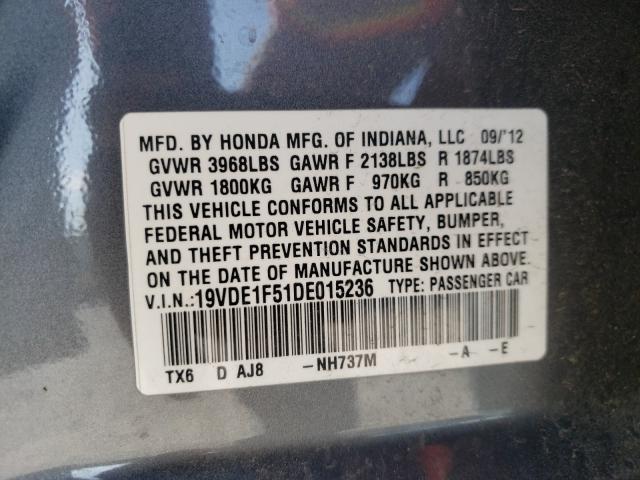 MFD. BY HONDA MFG. OF INDIANA, LLC 09/'12
GVWR 3968LBS GAWR F 2138LBS R 1874LBS
GVWR 1800KG GAWR F 970KG R 850KG
THIS VEHICLE CONFORMS TO ALL APPLICABLE
FEDERAL MOTOR VEHICLE SAFETY, BUMPER,
AND THEFT PREVENTION STANDARDS IN EFFECT
ON THE DATE OF MANUFACTURE SHOWN ABOVE.
V.I.N.:19VDE1F51DE015236 TYPE: PASSENGER CAR
TX6 D AJ8 -NH737M -A -E